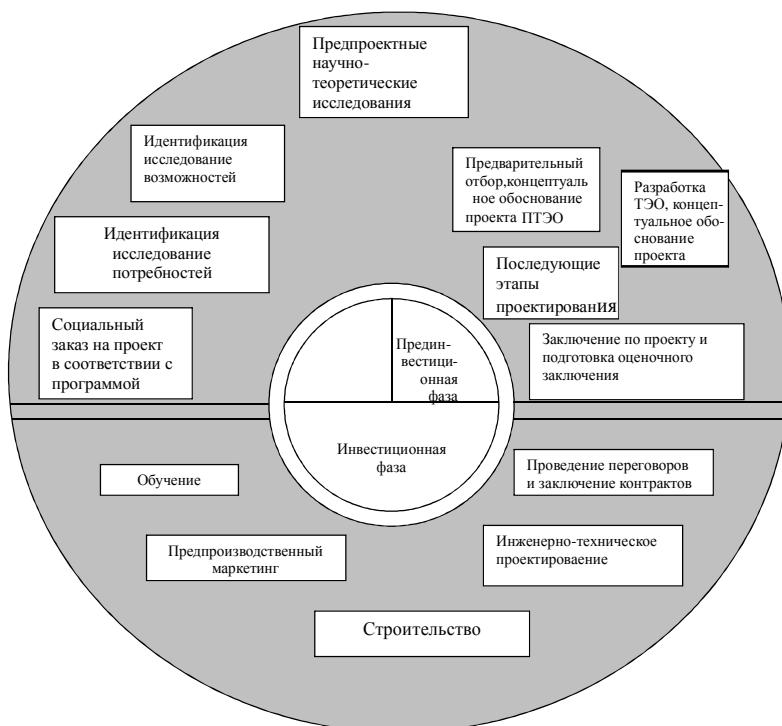 Предпроектные
научно-
теоретические
исследования
Идентификация
исследование
возможностей
Предварительный
отбор,концептуаль
ное обоснование
проекта ПТЭО
Разработка
ТЭО, концеп-
туальное обо-
снование
проекта
Идентификация
исследование
потребностей
Последующие
этапы
проектирования
Социальный
заказ на проект
в соответствии с
программой
Прединв-
вестици-
онная
фаза
Заключение по проекту и
подготовка оценочного
заключения
Инвестиционная
фаза
Обучение
Проведение переговоров
и заключение контрактов
Предпроизводственный
маркетинг
Инженерно-техническое
проектироваение
Строительство